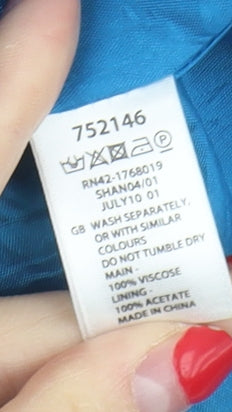 752146
P
RN42-1768019
SHAN04/01
JULY10 01
GB WASH SEPARATELY,
OR WITH SIMILAR
COLOURS
DO NOT TUMBLE DRY
MAIN -
100% VISCOSE
LINING -
100% ACETATE
MADE IN CHINA